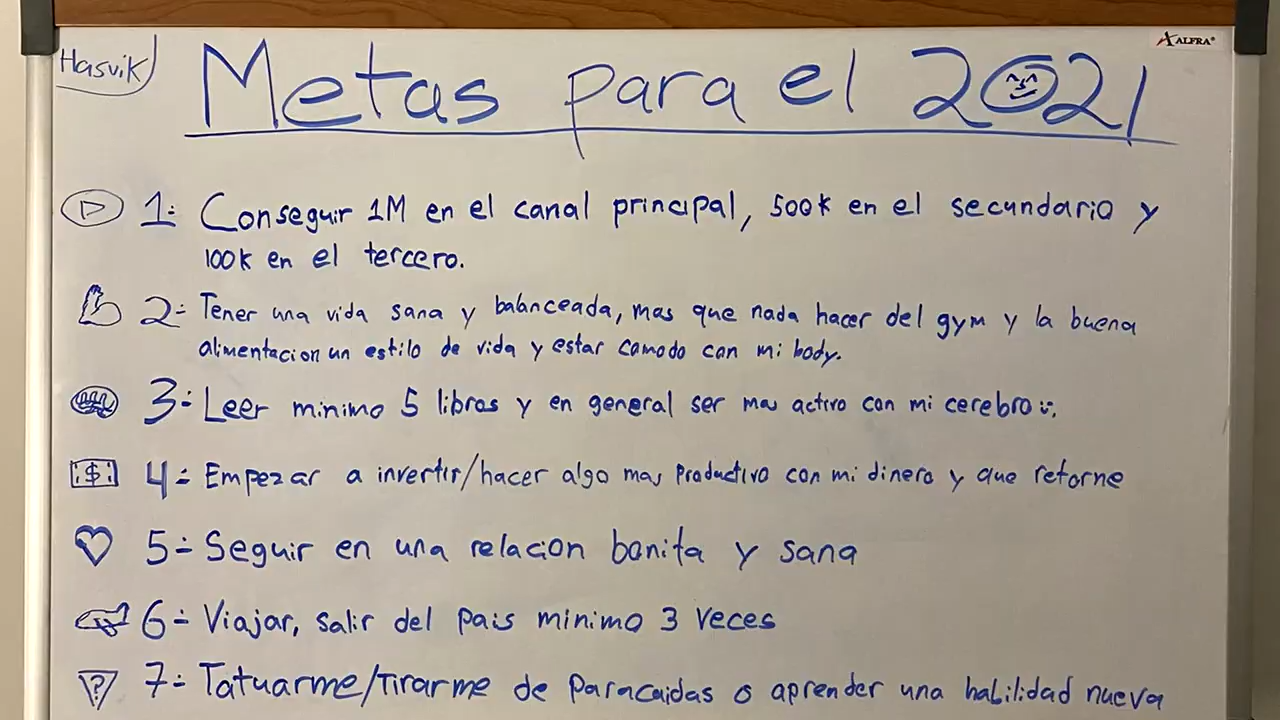 Hasvik
ALFRA®
Metas para el 2021
1: Conseguir 1M en el canal principal, 500k en el secundario y
100k en el tercero.
2: Tener una vida sana y balanceada, mas que nada hacer del gym y la buena
alimentacion un estilo de vida y estar comodo con mi body.
3: Leer minimo 5 libros y en general ser mas activo con mi cerebro :).
$ 4: Empezar a invertir/hacer algo mas productivo con mi dinero y que retorne
5: Seguir en una relacion bonita y sana
6: Viajar, salir del pais minimo 3 veces
? 7: Tatuarme/Tirarme de paracaidas o aprender una habilidad nueva